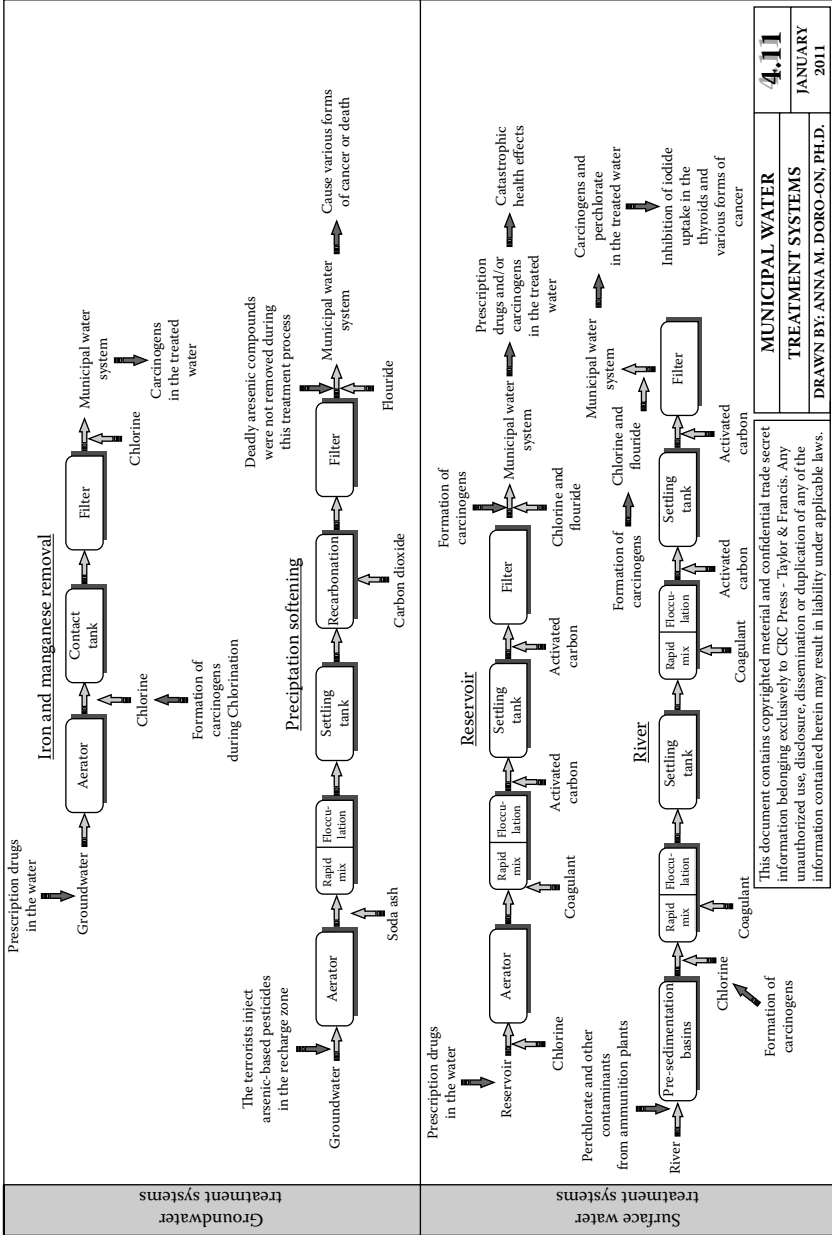 Groundwater
treatment systems
Iron and manganese removal
Prescription drugs
in the water
Groundwater
Aerator
Chlorine
Formation of
carcinogens
during Chlorination
Contact
tank
Filter
Chlorine
Municipal water
system
Carcinogens
in the treated
water
Preciptation softening
The terrorists inject
arsenic-based pesticides
in the recharge zone
Groundwater
Aerator
Soda ash
Rapid
mix
Floccu-
lation
Settling
tank
Recarbonation
Carbon dioxide
Filter
Deadly aresenic compounds
were not removed during
this treatment process
Flouride
Municipal water
system
Cause various forms
of cancer or death
Surface water
treatment systems
Reservoir
Prescription drugs
in the water
Reservoir
Chlorine
Aerator
Rapid
mix
Floccu-
lation
Coagulant
Activated
carbon
Settling
tank
Activated
carbon
Filter
Formation of
carcinogens
Chlorine and
flouride
Municipal water
system
Prescription
drugs and/or
carcinogens
in the treated
water
Catastrophic
health effects
River
Perchlorate and other
contaminants
from ammunition plants
River
Pre-sedimentation
basins
Chlorine
Formation of
carcinogens
Rapid
mix
Floccu-
lation
Coagulant
Settling
tank
Rapid
mix
Floccu-
lation
Coagulant
Activated
carbon
Settling
tank
Activated
carbon
Filter
Formation of
carcinogens
Chlorine and
flouride
Municipal water
system
Carcinogens and
perchlorate
in the treated water
Inhibition of iodide
uptake in the
thyroids and
various forms of
cancer
This document contains copyrighted meterial and confidential trade secret
information belonging exclusively to CRC Press - Taylor & Francis. Any
unauthorized use, disclosure, dissemination or duplication of any of the
information contained herein may result in liability under applicable laws.
MUNICIPAL WATER
TREATMENT SYSTEMS
DRAWN BY: ANNA M. DORO-ON, PH.D.
4.11
JANUARY
2011